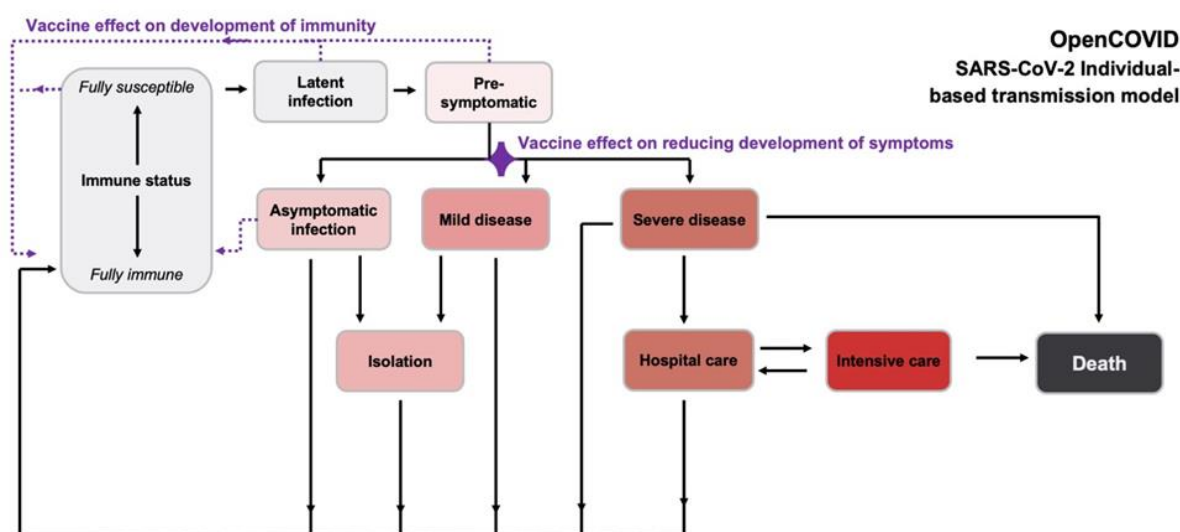 Vaccine effect on development of immunity
OpenCOVID
SARS-CoV-2 Individual-
based transmission model
Fully susceptible
Latent
infection
Pre-
symptomatic
Vaccine effect on reducing development of symptoms
Immune status
Asymptomatic
infection
Mild disease
Severe disease
Fully immune
Isolation
Hospital care
Intensive care
Death